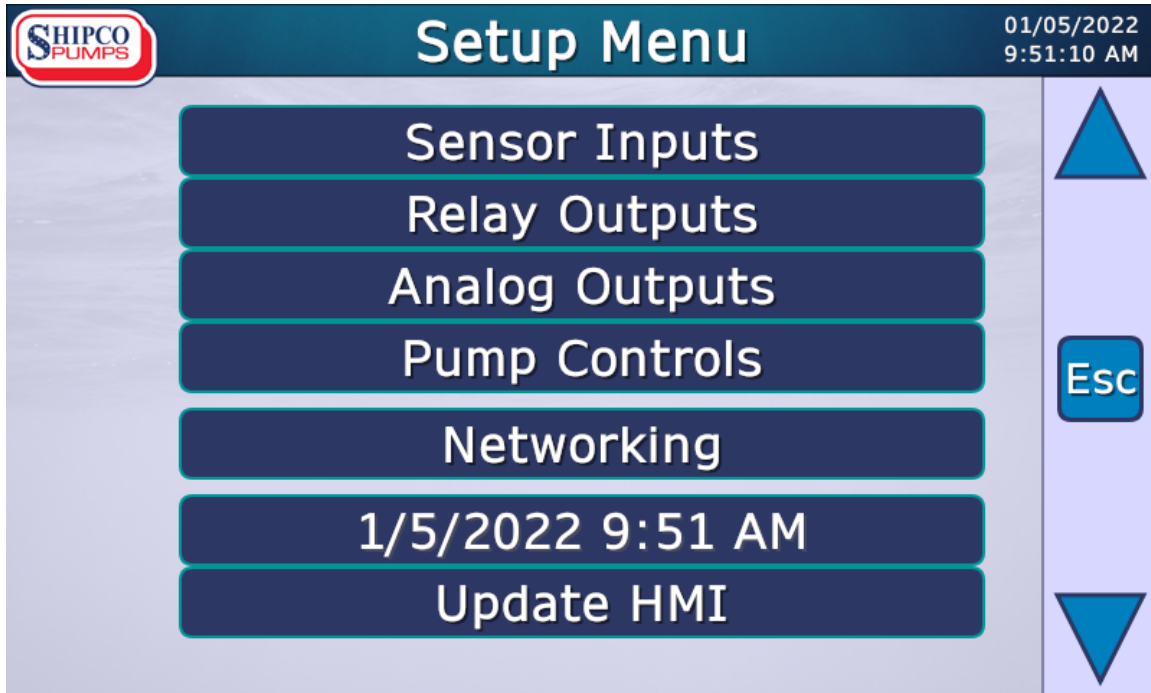 SHIPCO
PUMPS
Setup Menu
01/05/2022
9:51:10 AM
Sensor Inputs
Relay Outputs
Analog Outputs
Pump Controls
Esc
Networking
1/5/2022 9:51 AM
Update HMI